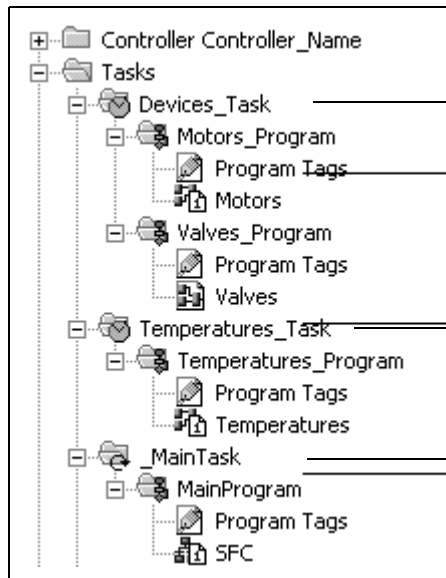 Controller Controller_Name
Tasks
Devices_Task
Motors_Program
Program Tags
Motors
Valves_Program
Program Tags
Valves
Temperatures_Task
Temperatures_Program
Program Tags
Temperatures
_MainTask
MainProgram
Program Tags
SFC